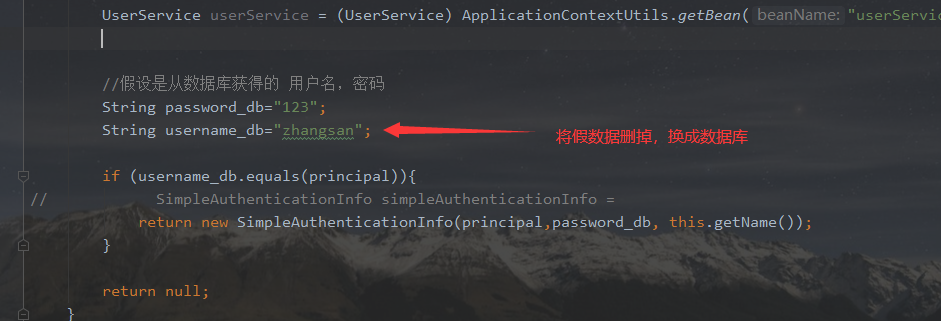 UserService userService = (UserService) ApplicationContextUtils.getBean( beanName: "userServic
//假设是从数据库获得的 用户名，密码
String password_db="123";
String username_db="zhangsan";
将假数据删掉，换成数据库
if (username_db.equals(principal)){
// SimpleAuthenticationInfo simpleAuthenticationInfo =
return new SimpleAuthenticationInfo(principal,password_db, this.getName());
}
return null;
}